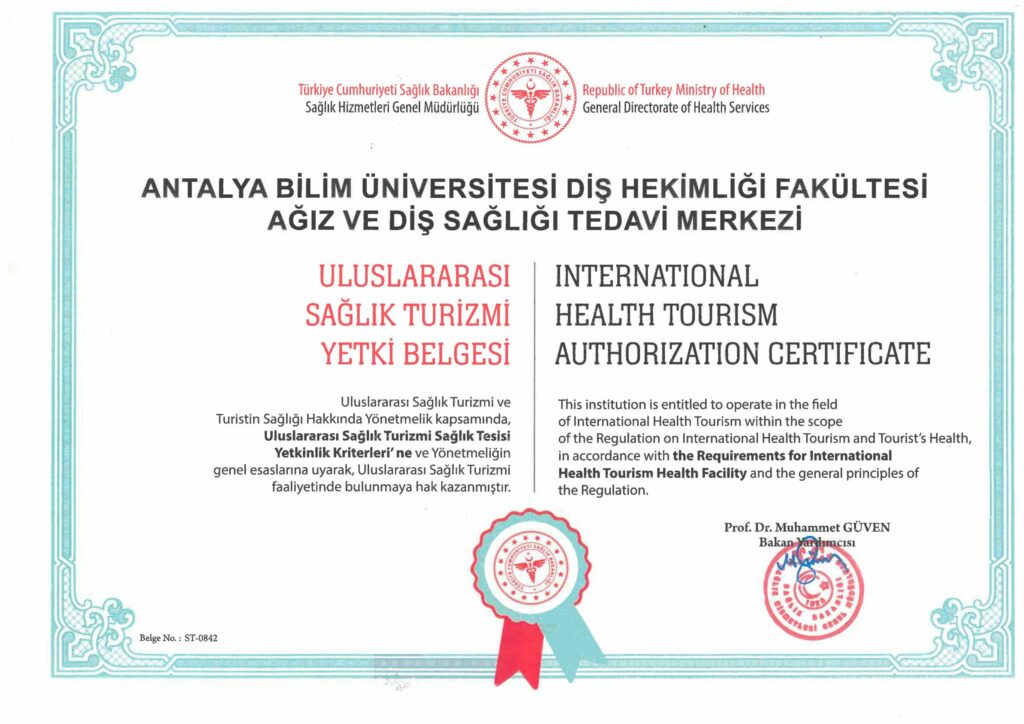 Türkiye Cumhuriyeti Sağlık Bakanlığı
Sağlık Hizmetleri Genel Müdürlüğü
TÜRKİYE CUMHURİYETİ SAĞLIK BAKANLIĞI
Republic of Turkey Ministry of Health
General Directorate of Health Services
ANTALYA BİLİM ÜNİVERSİTESİ DİŞ HEKİMLİĞİ FAKÜLTESİ
AĞIZ VE DİŞ SAĞLIĞI TEDAVİ MERKEZİ
ULUSLARARASI
SAĞLIK TURİZMİ
YETKİ BELGESİ
INTERNATIONAL
HEALTH TOURISM
AUTHORIZATION CERTIFICATE
Uluslararası Sağlık Turizmi ve
Turistin Sağlığı Hakkında Yönetmelik kapsamında,
Uluslararası Sağlık Turizmi Sağlık Tesisi
Yetkinlik Kriterleri' ne ve Yönetmeliğin
genel esaslarına uyarak, Uluslararası Sağlık Turizmi
faaliyetinde bulunmaya hak kazanmıştır.
This institution is entitled to operate in the field
of International Health Tourism within the scope
of the Regulation on International Health Tourism and Tourist's Health,
in accordance with the Requirements for International
Health Tourism Health Facility and the general principles of
the Regulation.
Prof. Dr. Muhammet GÜVEN
Bakan Yardımcısı
TÜRKİYE CUMHURİYETİ SAĞLIK BAKANLIĞI
Belge No. : ST-0842